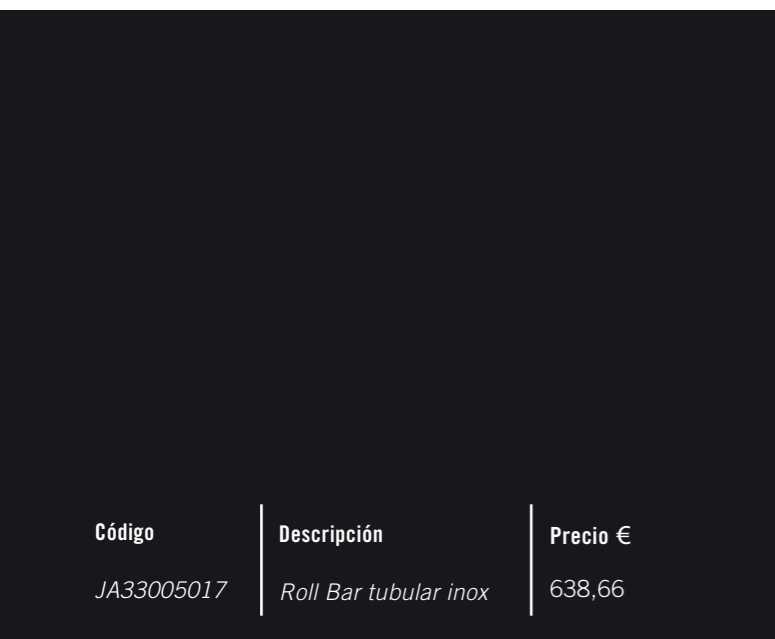 Código Descripción Precio €
JA33005017 Roll Bar tubular inox 638,66